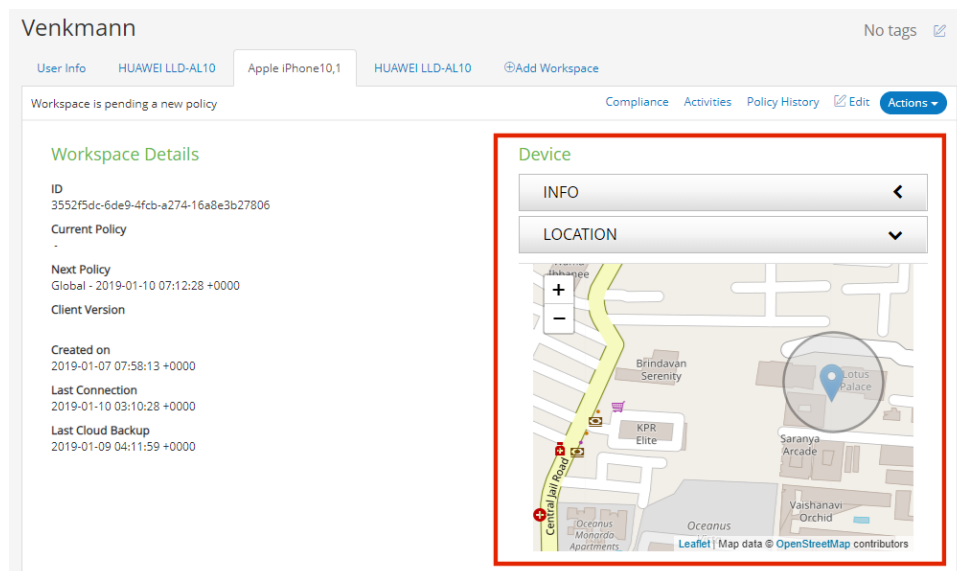 Venkmann
No tags
User Info
HUAWEI LLD-AL10
Apple iPhone10,1
HUAWEI LLD-AL10
Add Workspace
Workspace is pending a new policy
Compliance
Activities
Policy History
Edit
Actions
Workspace Details
ID
3552f5dc-6de9-4fcb-a274-16a8e3b27806
Current Policy
-
Next Policy
Global - 2019-01-10 07:12:28 +0000
Client Version
Created on
2019-01-07 07:58:13 +0000
Last Connection
2019-01-10 03:10:28 +0000
Last Cloud Backup
2019-01-09 04:11:59 +0000
Device
INFO
LOCATION
Ibbanee
+
−
Brindavan
Serenity
Lotus
Palace
KPR
Elite
Saranya
Arcade
Central Jail Road
Vaishanavi
Orchid
Oceanus
Monarda
Apartments
Oceanus
Leaflet | Map data © OpenStreetMap contributors